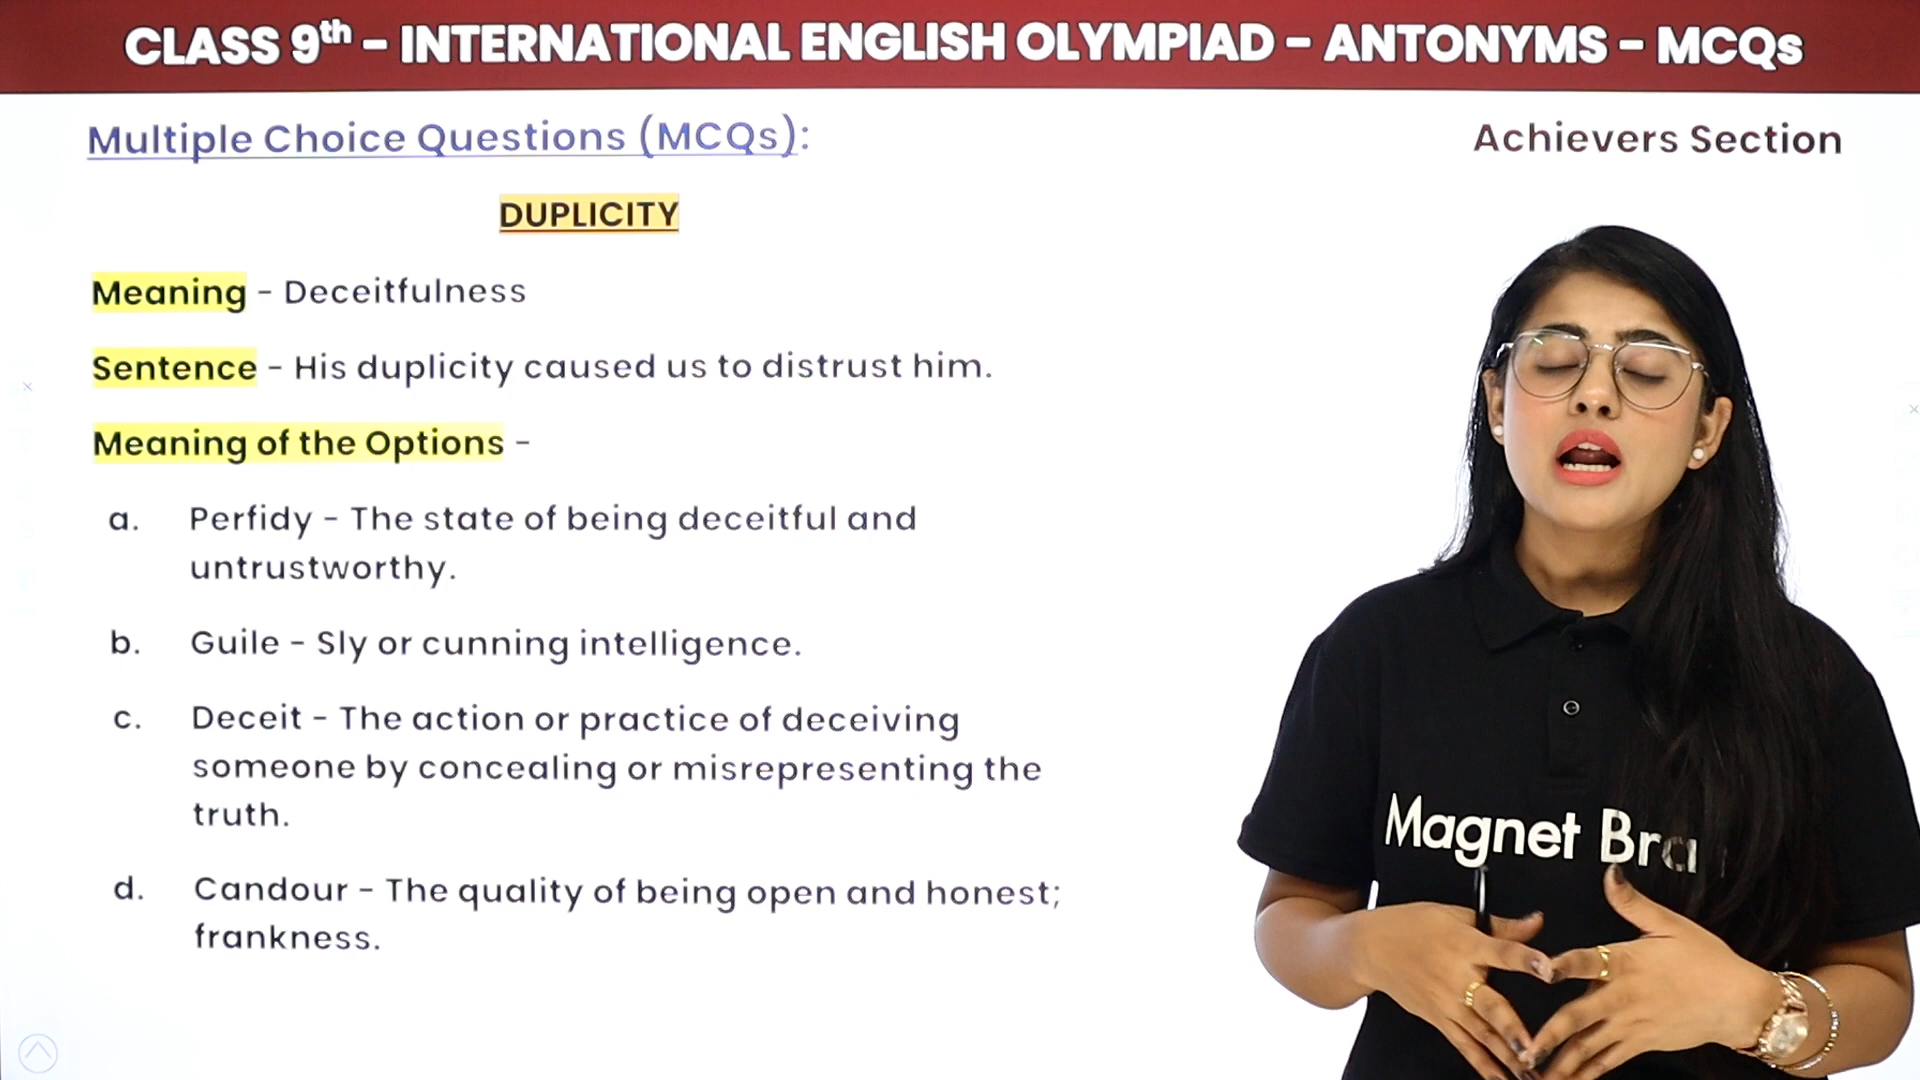 CLASS 9th - INTERNATIONAL ENGLISH OLYMPIAD - ANTONYMS - MCQs
Multiple Choice Questions (MCQs):
Achievers Section
DUPLICITY
Meaning - Deceitfulness
Sentence - His duplicity caused us to distrust him.
Meaning of the Options -
a. Perfidy - The state of being deceitful and
untrustworthy.
b. Guile - Sly or cunning intelligence.
c. Deceit - The action or practice of deceiving
someone by concealing or misrepresenting the
truth.
d. Candour - The quality of being open and honest;
frankness.
Magnet Bra